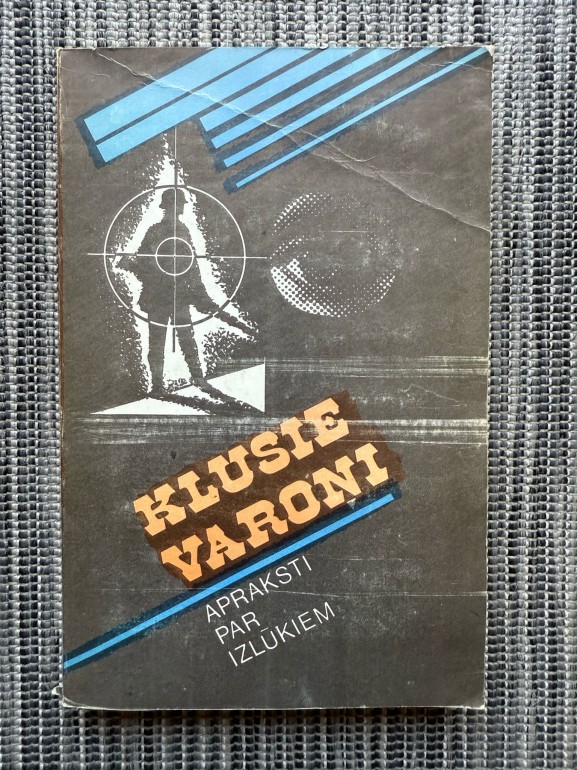 KLUSIE
VARONI
APRAKSTI
PAR
IZLŪKIEM